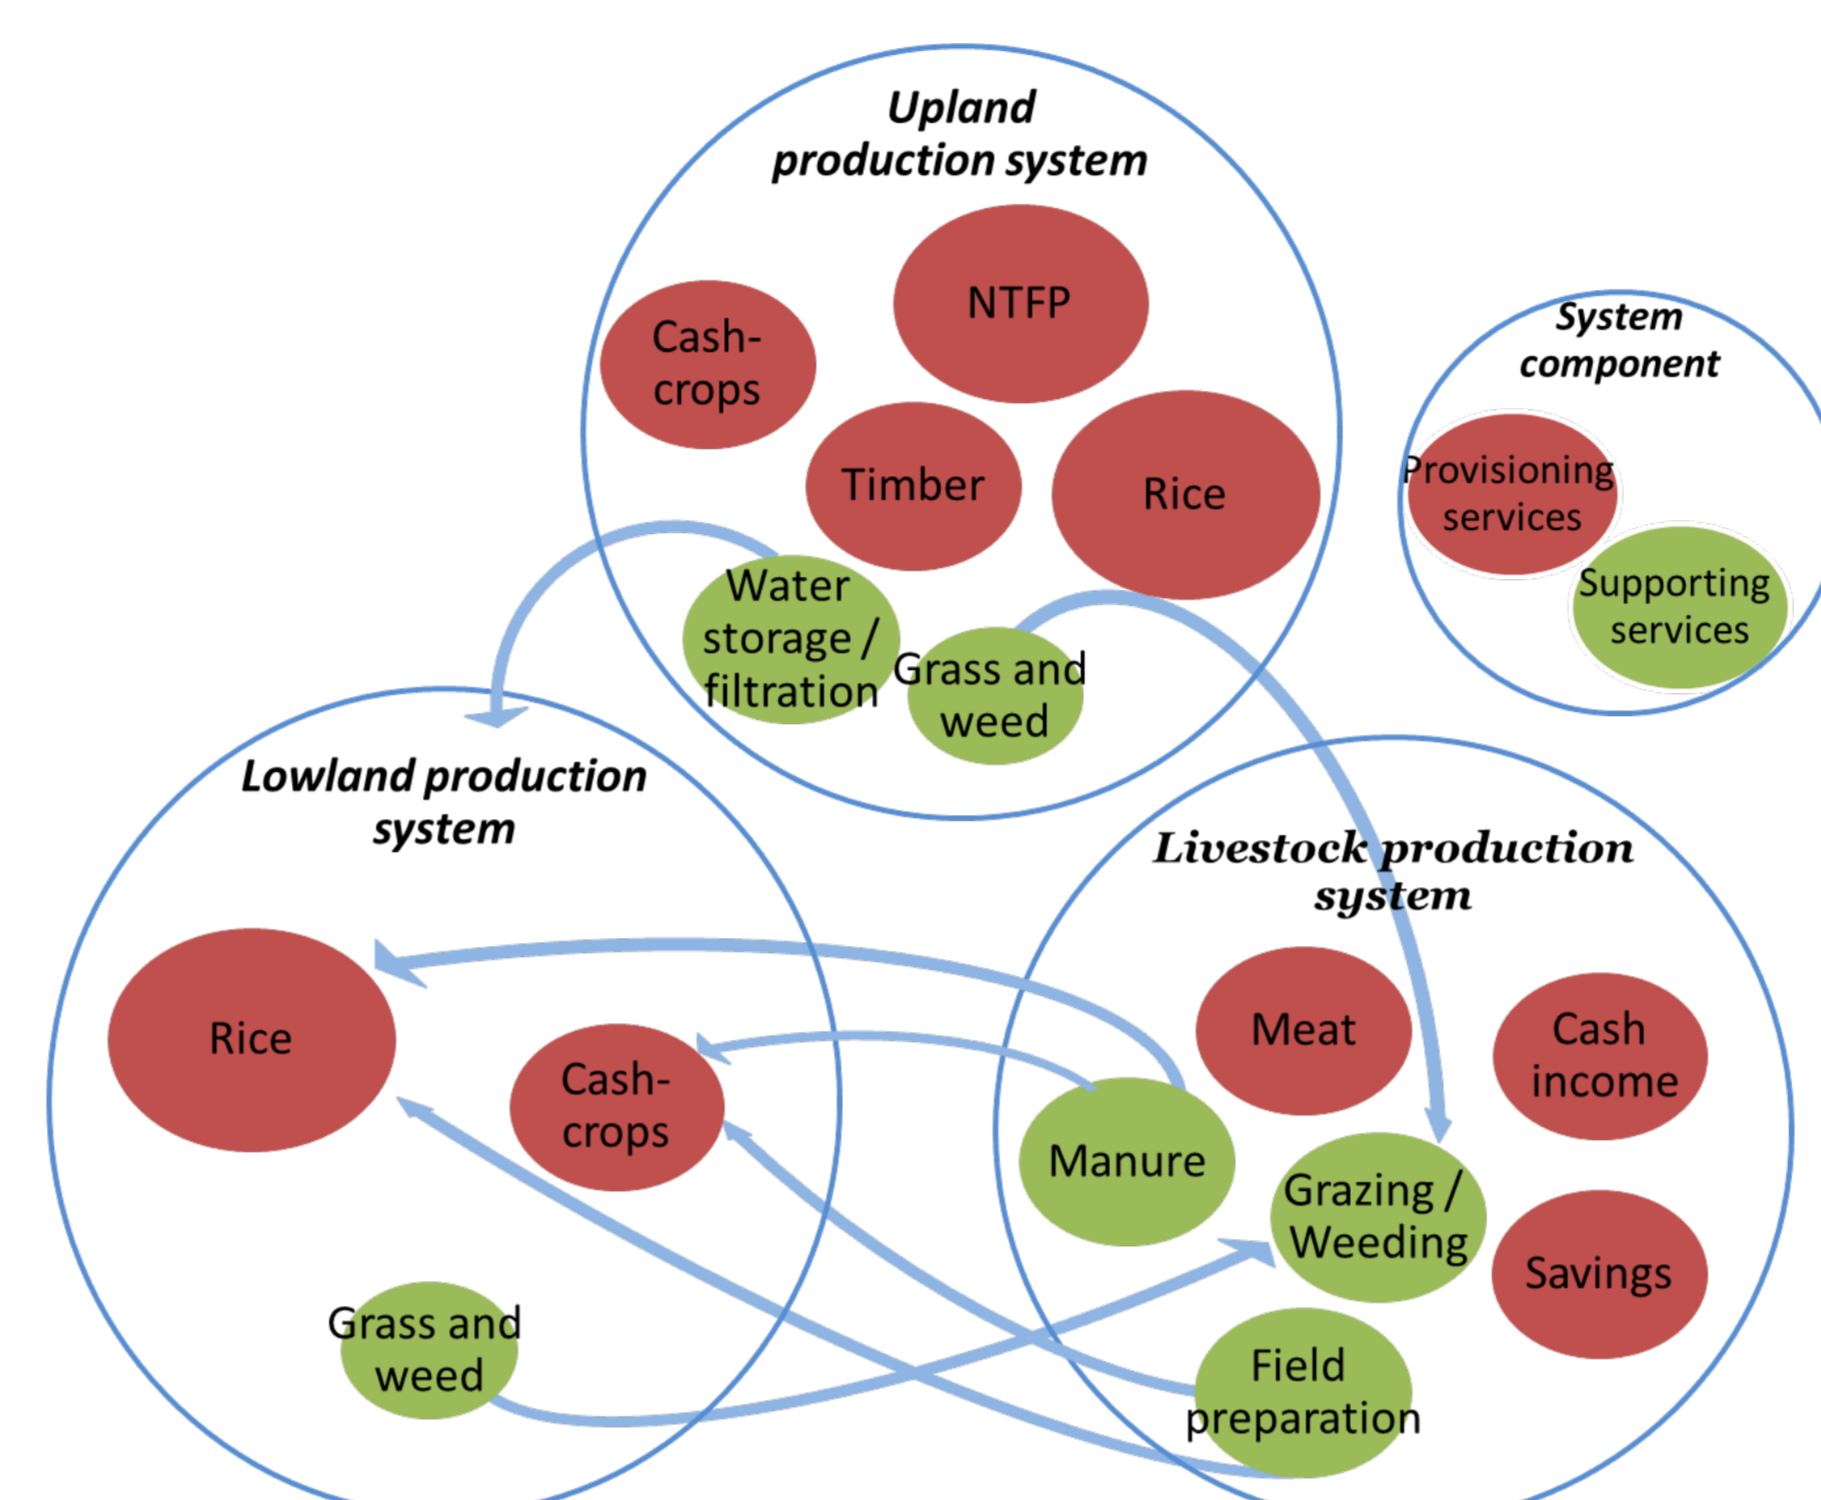 Upland
production system
NTFP
Cash-
crops
Timber
Rice
Water
storage /
filtration
Grass and
weed
System
component
Provisioning
services
Supporting
services
Lowland production
system
Rice
Cash-
crops
Grass and
weed
Livestock production
system
Meat
Cash
income
Manure
Grazing /
Weeding
Savings
Field
preparation